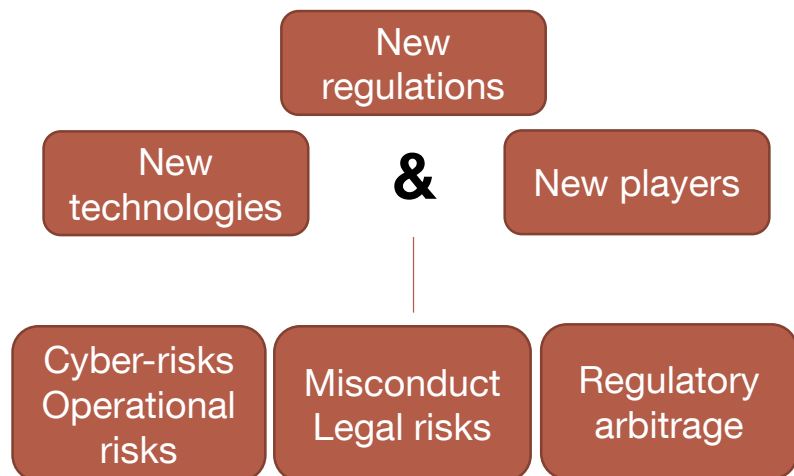 New
regulations
New
technologies
&
New players
Cyber-risks
Operational
risks
Misconduct
Legal risks
Regulatory
arbitrage